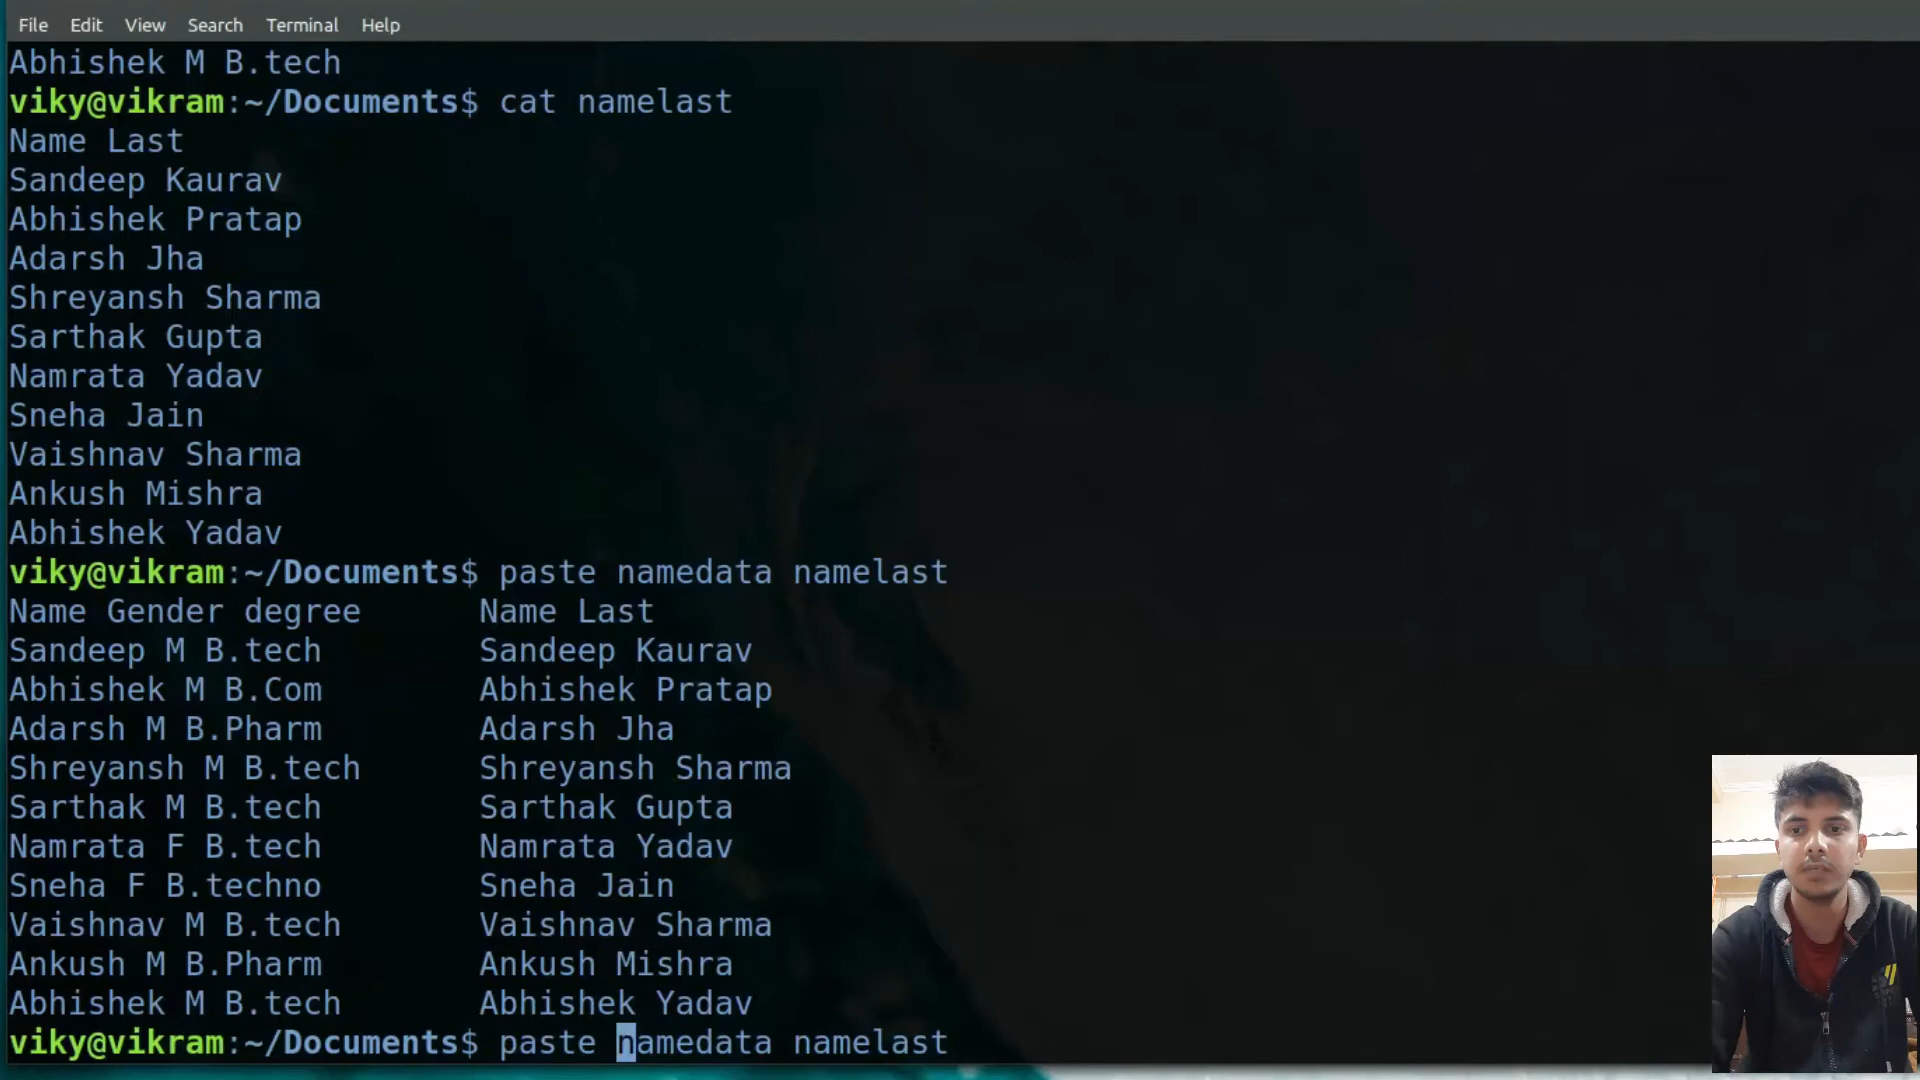 File Edit View Search Terminal Help
Abhishek M B.tech
viky@vikram:~/Documents$ cat namelast
Name Last
Sandeep Kaurav
Abhishek Pratap
Adarsh Jha
Shreyansh Sharma
Sarthak Gupta
Namrata Yadav
Sneha Jain
Vaishnav Sharma
Ankush Mishra
Abhishek Yadav
viky@vikram:~/Documents$ paste namedata namelast
Name Gender degree Name Last
Sandeep M B.tech Sandeep Kaurav
Abhishek M B.Com Abhishek Pratap
Adarsh M B.Pharm Adarsh Jha
Shreyansh M B.tech Shreyansh Sharma
Sarthak M B.tech Sarthak Gupta
Namrata F B.tech Namrata Yadav
Sneha F B.techno Sneha Jain
Vaishnav M B.tech Vaishnav Sharma
Ankush M B.Pharm Ankush Mishra
Abhishek M B.tech Abhishek Yadav
viky@vikram:~/Documents$ paste namedata namelast